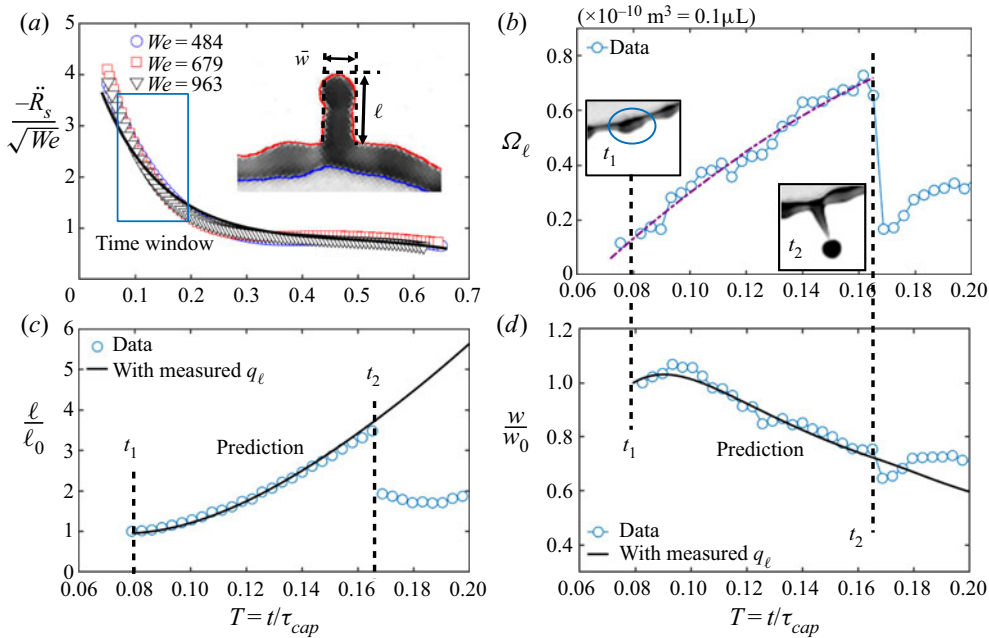 (a)
5
4
3
2
1
0
−R̈ₛ
√We
We = 484
We = 679
We = 963
w̄
ℓ
Time window
0.1 0.2 0.3 0.4 0.5 0.6 0.7
(×10⁻¹⁰ m³ = 0.1μL)
(b)
0.8
0.6
0.4
0.2
0
Ω_ℓ
Data
t₁
t₂
0.06 0.08 0.10 0.12 0.14 0.16 0.18 0.20
(c)
6
5
4
3
2
1
0
ℓ
ℓ₀
Data
With measured q_ℓ
t₂
t₁
Prediction
0.06 0.08 0.10 0.12 0.14 0.16 0.18 0.20
T = t/τ_cap
(d)
1.2
1.0
0.8
0.6
0.4
w
w₀
t₁
Prediction
t₂
Data
With measured q_ℓ
0.06 0.08 0.10 0.12 0.14 0.16 0.18 0.20
T = t/τ_cap